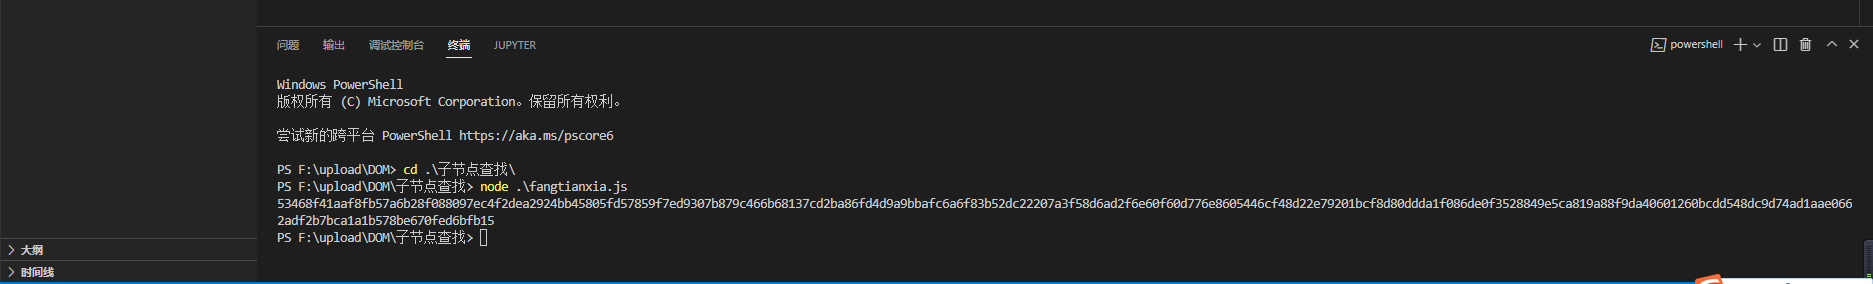 问题 输出 调试控制台 终端 JUPYTER powershell
Windows PowerShell
版权所有 (C) Microsoft Corporation。保留所有权利。
尝试新的跨平台 PowerShell https://aka.ms/pscore6
PS F:\upload\DOM> cd .\子节点查找\
PS F:\upload\DOM\子节点查找> node .\fangtianxia.js
53468f41aaf8fb57a6b28f088097ec4f2dea2924bb45805fd57859f7ed9307b879c466b68137cd2ba86fd4d9a9bbafc6a6f83b52dc22207a3f58d6ad2f6e60f60d776e8605446cf48d22e79201bcf8d80ddda1f086de0f3528849e5ca819a88f9da40601260bcdd548dc9d74ad1aae066
2adf2b7bca1a1b578be670fed6bfb15
PS F:\upload\DOM\子节点查找>
大纲
时间线